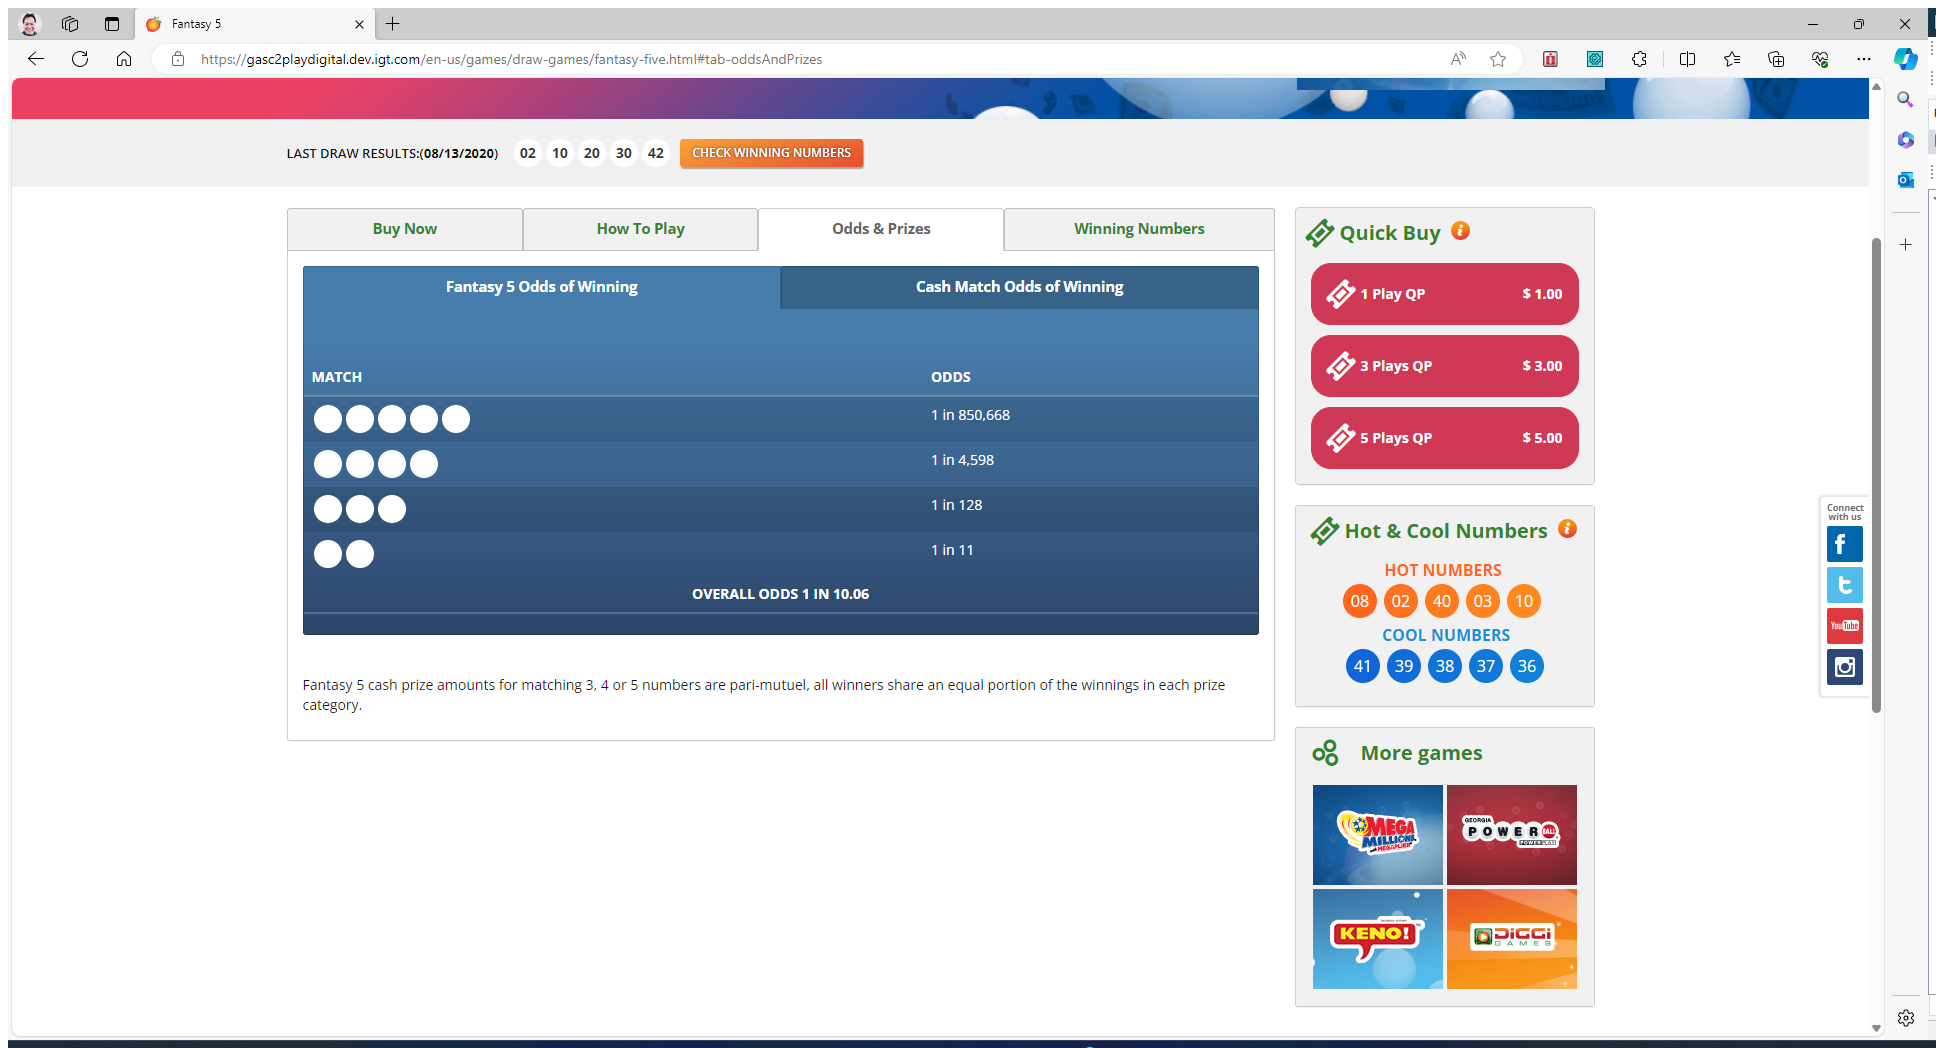 Fantasy 5
https://gasc2playdigital.dev.igt.com/en-us/games/draw-games/fantasy-five.html#tab-oddsAndPrizes
LAST DRAW RESULTS:(08/13/2020) 02 10 20 30 42 CHECK WINNING NUMBERS
Buy Now How To Play Odds & Prizes Winning Numbers
Fantasy 5 Odds of Winning Cash Match Odds of Winning
MATCH ODDS
1 in 850,668
1 in 4,598
1 in 128
1 in 11
OVERALL ODDS 1 IN 10.06
Fantasy 5 cash prize amounts for matching 3, 4 or 5 numbers are pari-mutuel, all winners share an equal portion of the winnings in each prize
category.
Quick Buy
1 Play QP $ 1.00
3 Plays QP $ 3.00
5 Plays QP $ 5.00
Hot & Cool Numbers
HOT NUMBERS
08 02 40 03 10
COOL NUMBERS
41 39 38 37 36
More games
MEGA
MILLIONS
MEGAPLIER
GEORGIA
POWERBALL
POWER PLAY
KENO!
DiGGi
GAMES
Connect
with us
YouTube